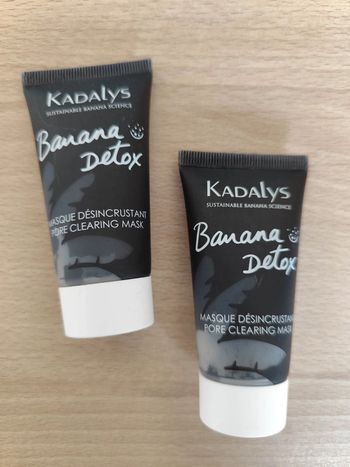 KADALYS
SUSTAINABLE BANANA SCIENCE
Banana
Detox
MASQUE DÉSINCRUSTANT
PORE CLEARING MASK
KADALYS
SUSTAINABLE BANANA SCIENCE
Banana
Detox
MASQUE DÉSINCRUSTANT
PORE CLEARING MASK